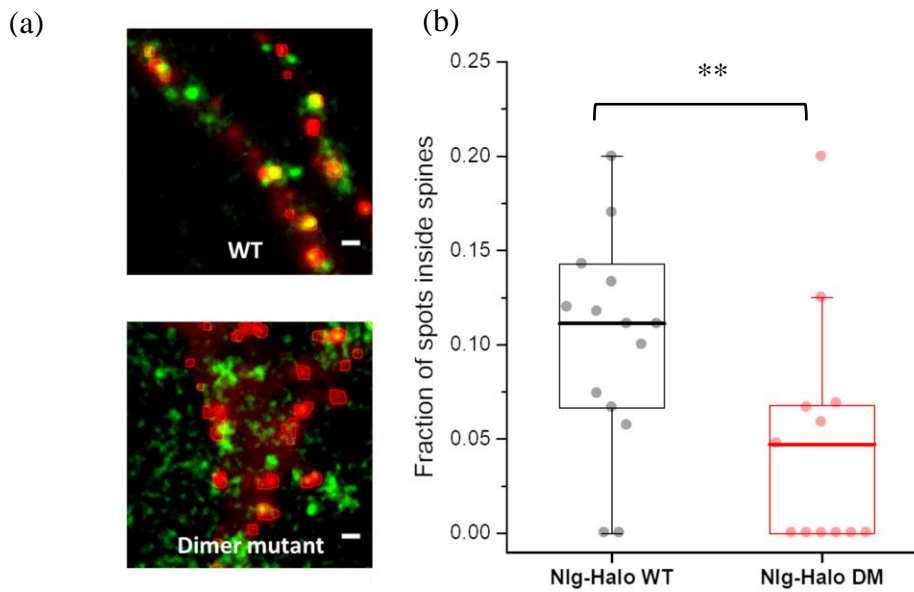 (a)
WT
Dimer mutant
(b)
Fraction of spots inside spines
0.25
0.20
0.15
0.10
0.05
0.00
**
Nlg-Halo WT
Nlg-Halo DM